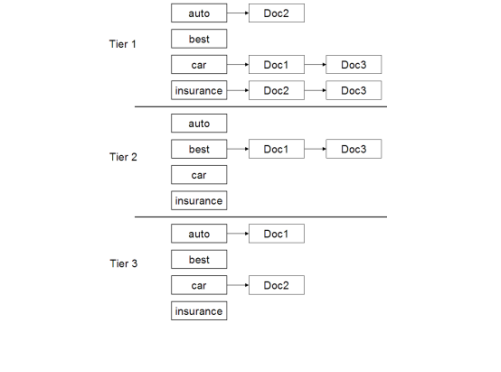 auto Doc2
best
Tier 1
car Doc1 Doc3
insurance Doc2 Doc3
auto
best Doc1 Doc3
Tier 2
car
insurance
auto Doc1
best
Tier 3
car Doc2
insurance